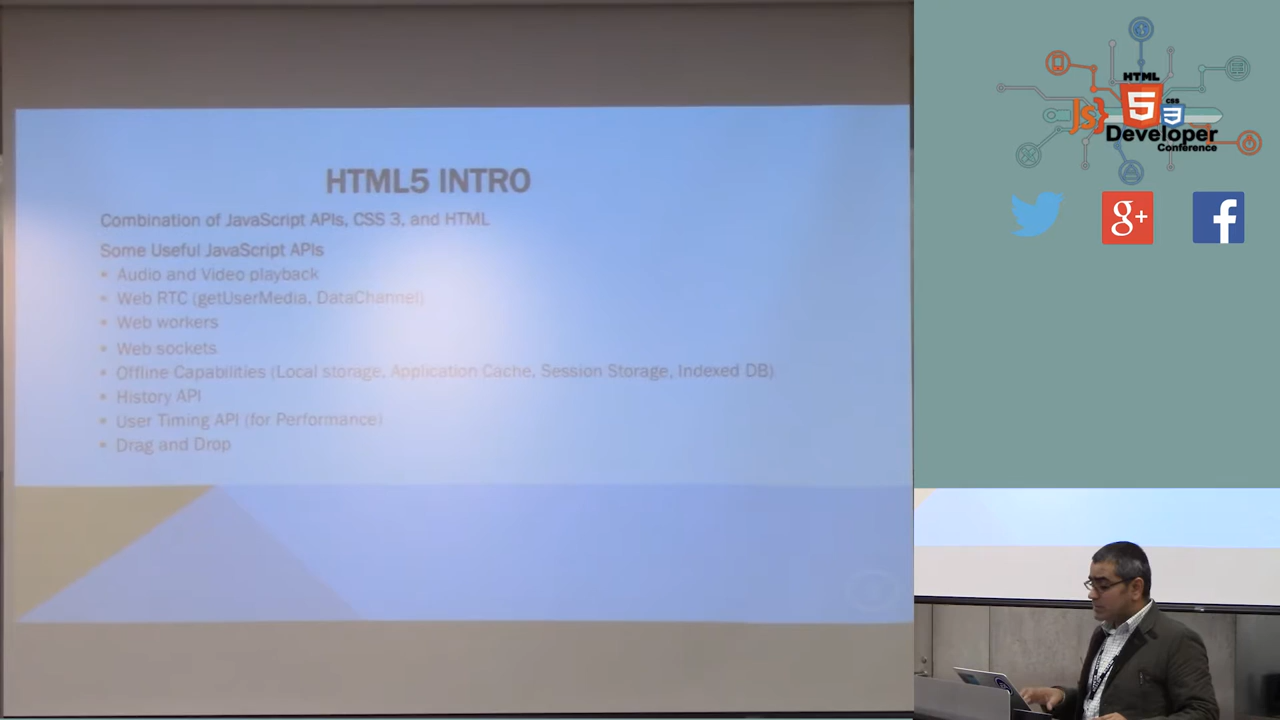 HTML5 INTRO
Combination of JavaScript APIs, CSS 3, and HTML
Some Useful JavaScript APIs
• Audio and Video playback
• Web RTC (getUserMedia, DataChannel)
• Web workers
• Web sockets
• Offline Capabilities (Local storage, Application Cache, Session Storage, Indexed DB)
• History API
• User Timing API (for Performance)
• Drag and Drop
HTML
5
CSS
3
JS}
Developer
Conference
g+
f